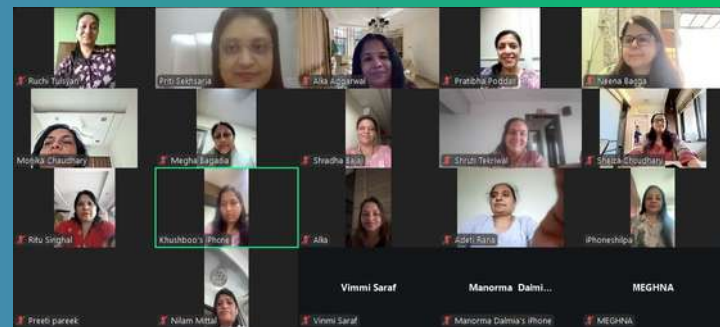 Ruchi Tulsyan
Priti Sekhsaria
Alka Aggarwal
Pratibha Poddar
Neena Bagga
Monika Chaudhary
Megha Bagadia
Shradha Bajaj
Shruti Tekriwal
Shaiza Choudhary
Ritu Singhal
Khushboo's iPhone
Alka
Adeti Rana
iPhoneshilpa
Preeti pareek
Nilam Mittal
Vimmi Saraf
Vinmi Saraf
Manorma Dalmi...
Manorma Dalmia's iPhone
MEGHNA
MEGHNA